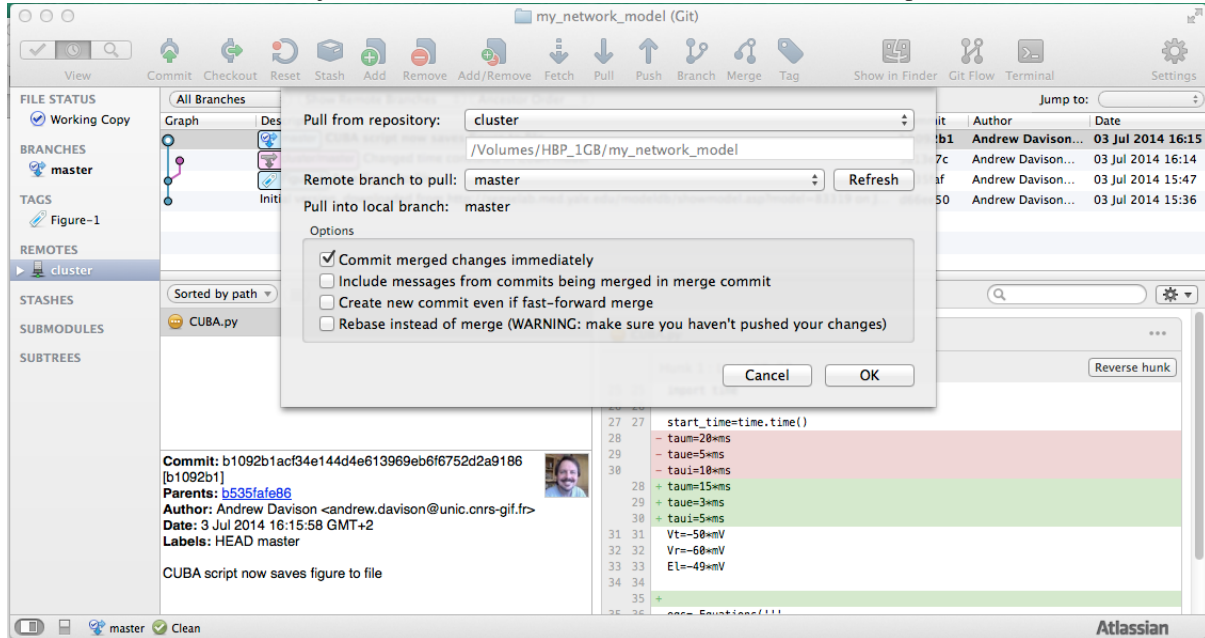 my_network_model (Git)
View Commit Checkout Reset Stash Add Remove Add/Remove Fetch Pull Push Branch Merge Tag Show in Finder Git Flow Terminal Settings
FILE STATUS
Working Copy
BRANCHES
master
TAGS
Figure-1
REMOTES
cluster
STASHES
SUBMODULES
SUBTREES
All Branches
Jump to:
Graph
Author Date
Andrew Davison... 03 Jul 2014 16:15
Andrew Davison... 03 Jul 2014 16:14
Andrew Davison... 03 Jul 2014 15:47
Andrew Davison... 03 Jul 2014 15:36
Pull from repository: cluster
/Volumes/HBP_1GB/my_network_model
Remote branch to pull: master Refresh
Pull into local branch: master
Options
Commit merged changes immediately
Include messages from commits being merged in merge commit
Create new commit even if fast-forward merge
Rebase instead of merge (WARNING: make sure you haven't pushed your changes)
Cancel OK
Sorted by path
CUBA.py
Reverse hunk
27 27 start_time=time.time()
28 - taum=20*ms
29 - taue=5*ms
30 - taui=10*ms
28 + taum=15*ms
29 + taue=3*ms
30 + taui=5*ms
31 31 Vt=-50*mV
32 32 Vr=-60*mV
33 33 El=-49*mV
34 34
35 +
Commit: b1092b1acf34e144d4e613969eb6f6752d2a9186
[b1092b1]
Parents: b535fafe86
Author: Andrew Davison <andrew.davison@unic.cnrs-gif.fr>
Date: 3 Jul 2014 16:15:58 GMT+2
Labels: HEAD master
CUBA script now saves figure to file
master Clean
Atlassian